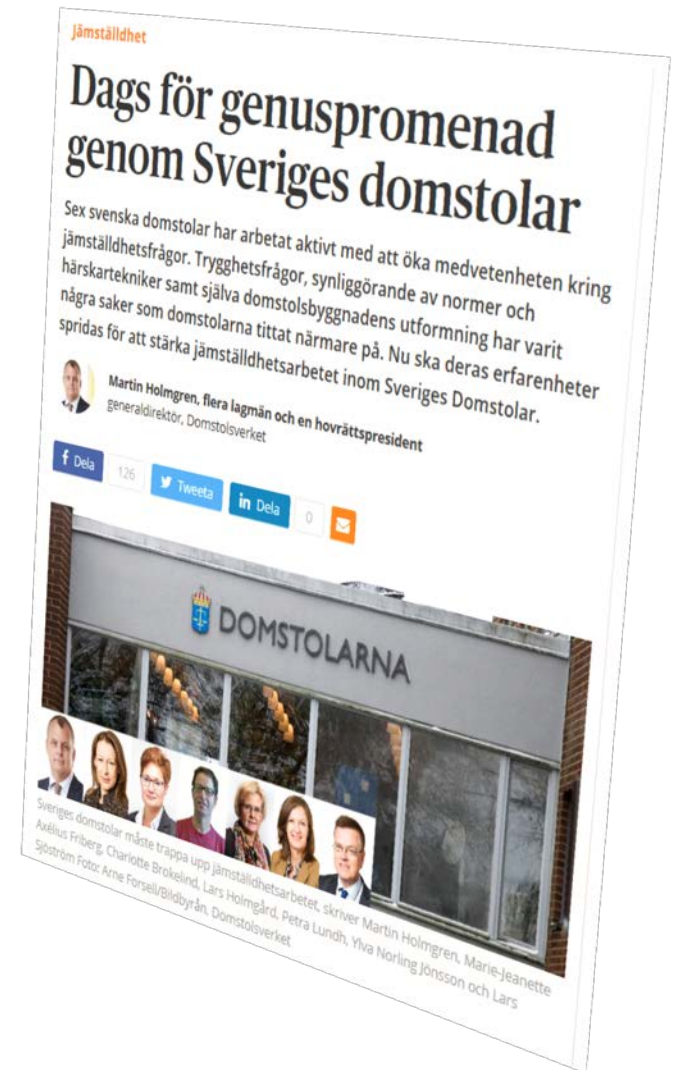 Jämställdhet
Dags för genuspromenad
genom Sveriges domstolar
Sex svenska domstolar har arbetat aktivt med att öka medvetenheten kring
jämställdhetsfrågor. Trygghetsfrågor, synliggörande av normer och
härskartekniker samt själva domstolsbyggnadens utformning har varit
några saker som domstolarna tittat närmare på. Nu ska deras erfarenheter
spridas för att stärka jämställdhetsarbetet inom Sveriges Domstolar.
Martin Holmgren, flera lagmän och en hovrättspresident
generaldirektör, Domstolsverket
f Dela 126 Tweeta in Dela 0
DOMSTOLARNA
Sveriges domstolar måste trappa upp jämställdhetsarbetet, skriver Martin Holmgren, Marie-Jeanette
Axélius Friberg, Charlotte Brokelind, Lars Holmgård, Petra Lundh, Ylva Norling Jönsson och Lars
Sjöström Foto: Arne Forsell/Bildbyrån, Domstolsverket